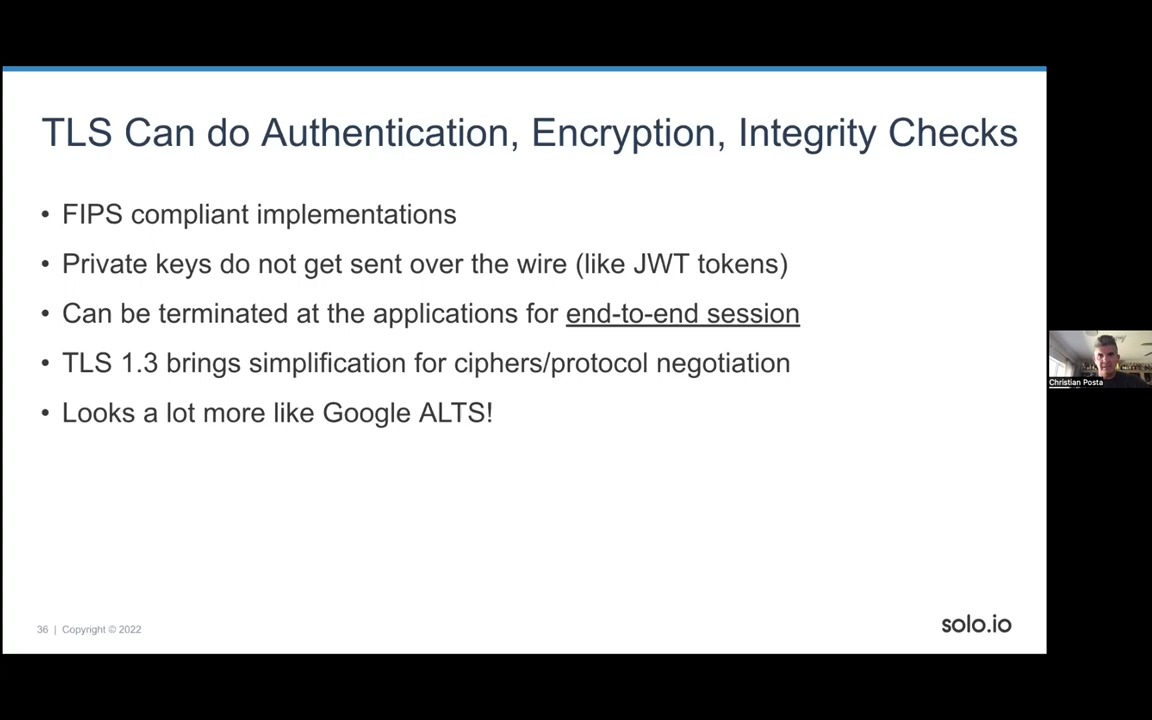 TLS Can do Authentication, Encryption, Integrity Checks
• FIPS compliant implementations
• Private keys do not get sent over the wire (like JWT tokens)
• Can be terminated at the applications for end-to-end session
• TLS 1.3 brings simplification for ciphers/protocol negotiation
• Looks a lot more like Google ALTS!
Christian Posta
36 | Copyright © 2022
solo.io